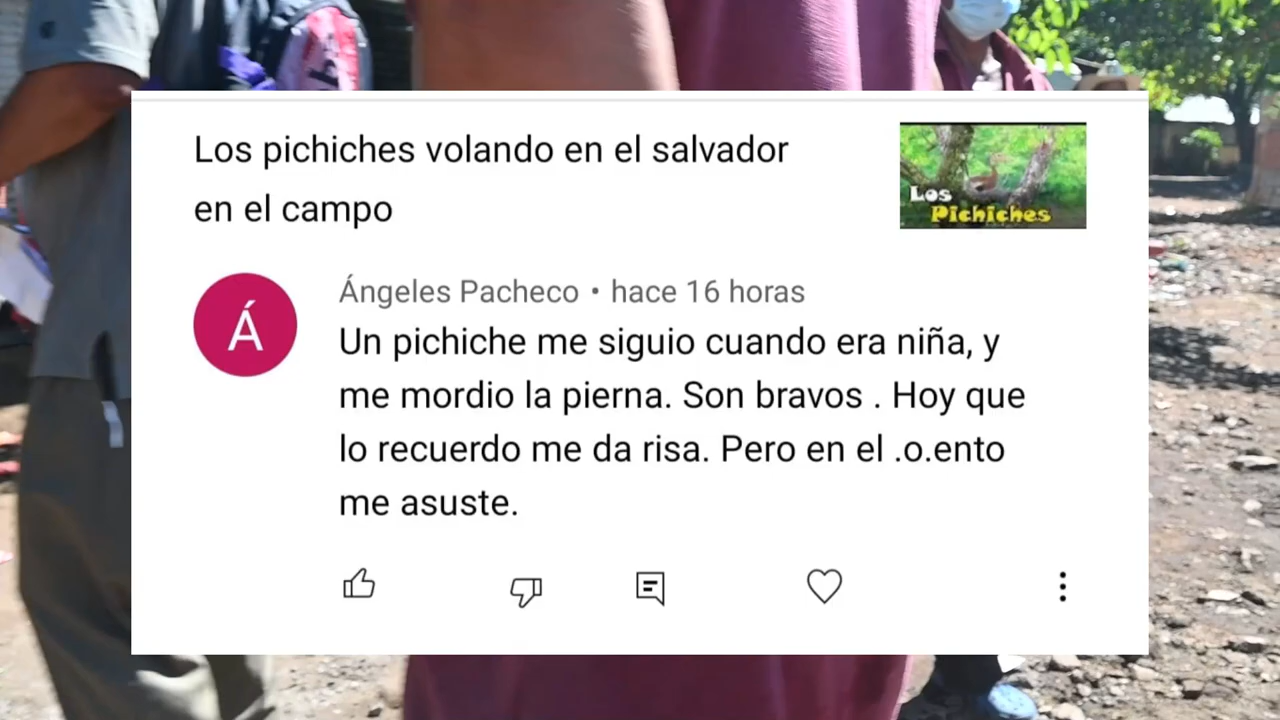 Los pichiches volando en el salvador
en el campo
Los
Pichiches
Á
Ángeles Pacheco • hace 16 horas
Un pichiche me siguio cuando era niña, y
me mordio la pierna. Son bravos . Hoy que
lo recuerdo me da risa. Pero en el .o.ento
me asuste.